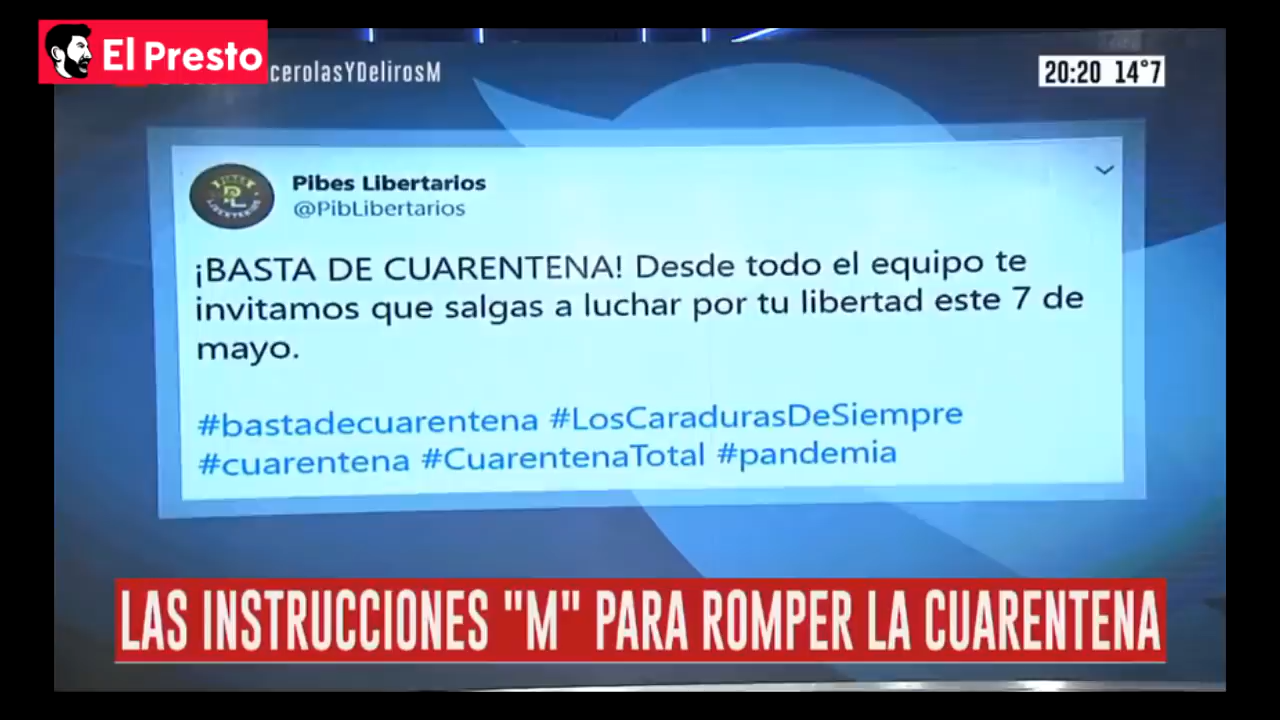 El Presto
cerolasYDelirosM
20:20 14°7
Pibes Libertarios
@PibLibertarios
¡BASTA DE CUARENTENA! Desde todo el equipo te
invitamos que salgas a luchar por tu libertad este 7 de
mayo.
#bastadecuarentena #LosCaradurasDeSiempre
#cuarentena #CuarentenaTotal #pandemia
LAS INSTRUCCIONES "M" PARA ROMPER LA CUARENTENA